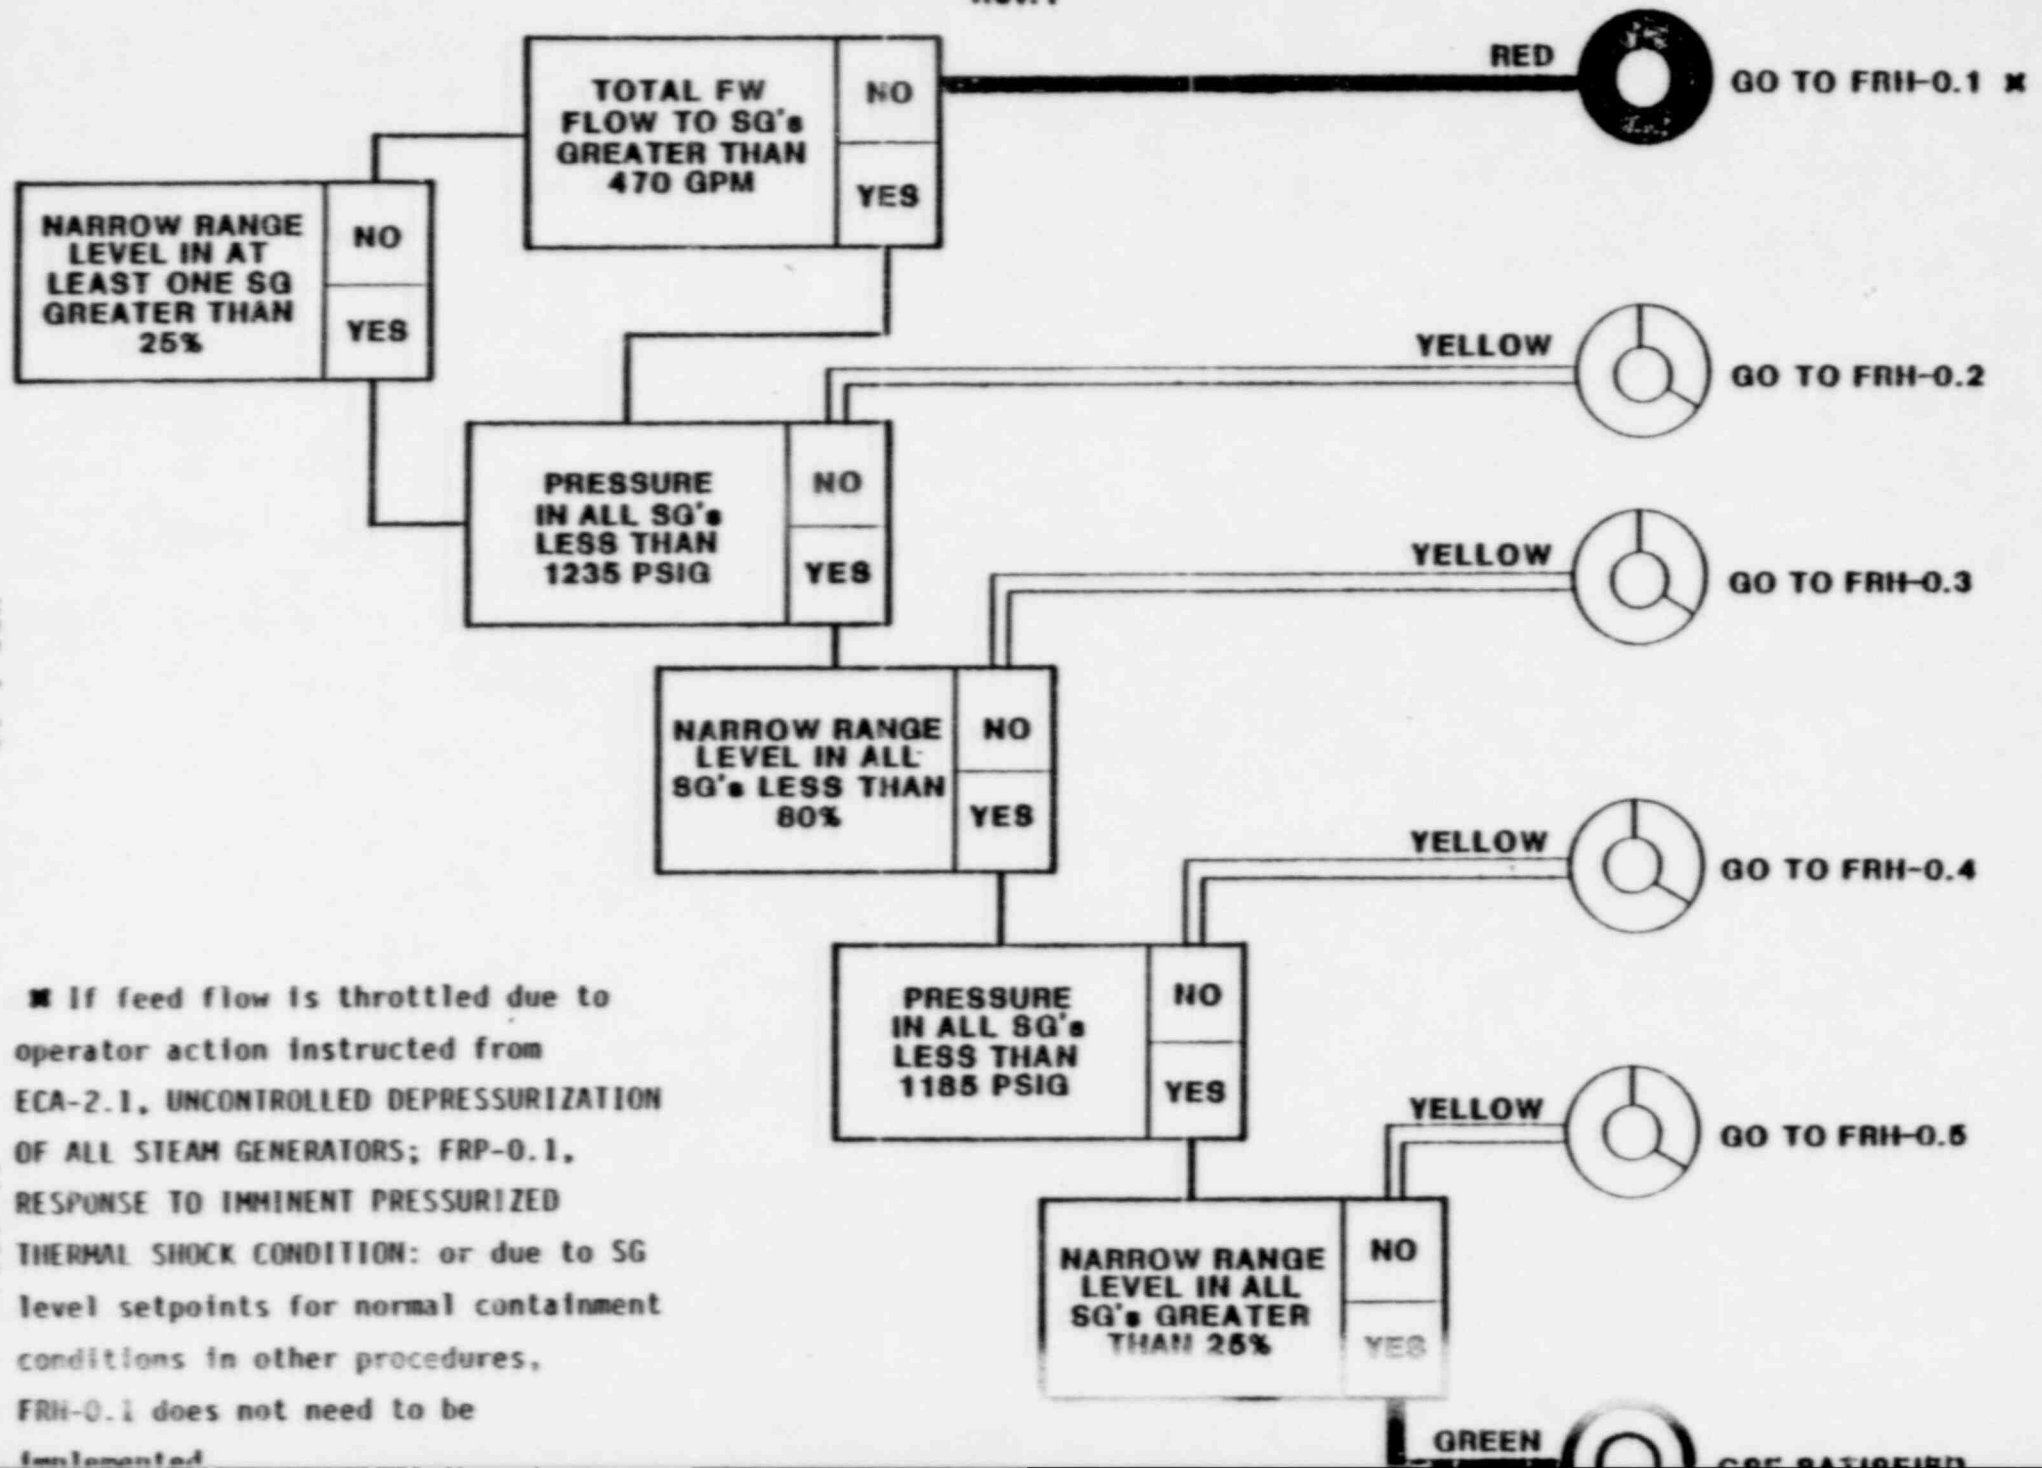 TOTAL FW
FLOW TO SG's
GREATER THAN
470 GPM
NO
YES
RED
GO TO FRH-0.1 ✖
NARROW RANGE
LEVEL IN AT
LEAST ONE SG
GREATER THAN
25%
NO
YES
YELLOW
GO TO FRH-0.2
PRESSURE
IN ALL SG's
LESS THAN
1235 PSIG
NO
YES
YELLOW
GO TO FRH-0.3
NARROW RANGE
LEVEL IN ALL
SG's LESS THAN
80%
NO
YES
YELLOW
GO TO FRH-0.4
PRESSURE
IN ALL SG's
LESS THAN
1185 PSIG
NO
YES
YELLOW
GO TO FRH-0.5
NARROW RANGE
LEVEL IN ALL
SG's GREATER
THAN 25%
NO
YES
GREEN
✖ If feed flow is throttled due to
operator action instructed from
ECA-2.1, UNCONTROLLED DEPRESSURIZATION
OF ALL STEAM GENERATORS; FRP-0.1,
RESPONSE TO IMMINENT PRESSURIZED
THERMAL SHOCK CONDITION: or due to SG
level setpoints for normal containment
conditions in other procedures,
FRH-0.1 does not need to be
implemented